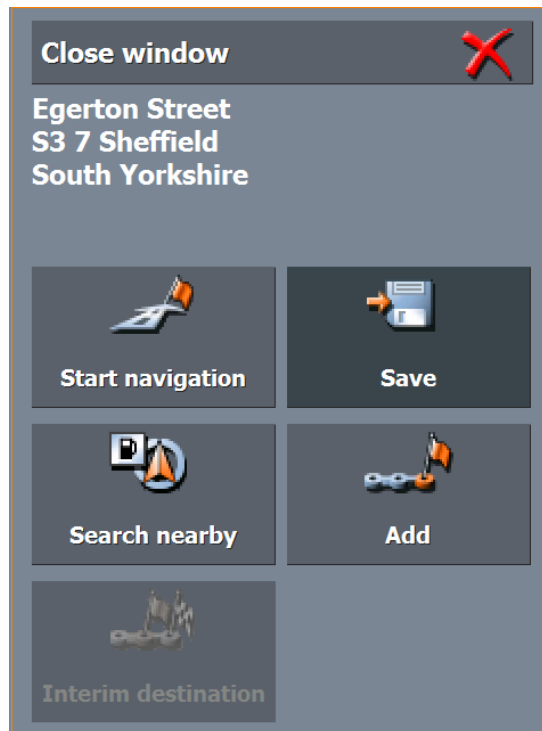 Close window
Egerton Street
S3 7 Sheffield
South Yorkshire
Start navigation
Save
Search nearby
Add
Interim destination